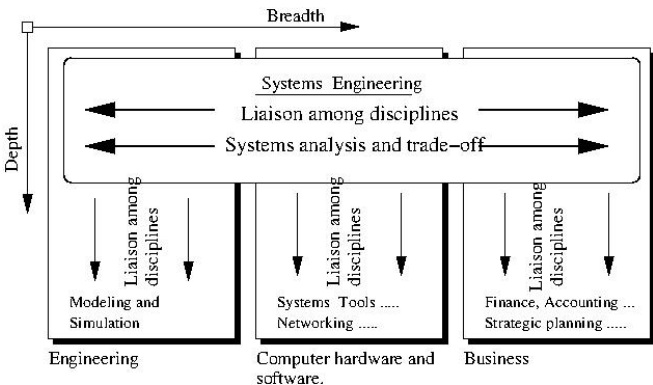 Breadth
Depth
Systems Engineering
Liaison among disciplines
Systems analysis and trade-off
Liaison among
disciplines
Liaison among
disciplines
Liaison among
disciplines
Modeling and
Simulation
Systems Tools .....
Networking .....
Finance, Accounting ...
Strategic planning .....
Engineering
Computer hardware and
software.
Business